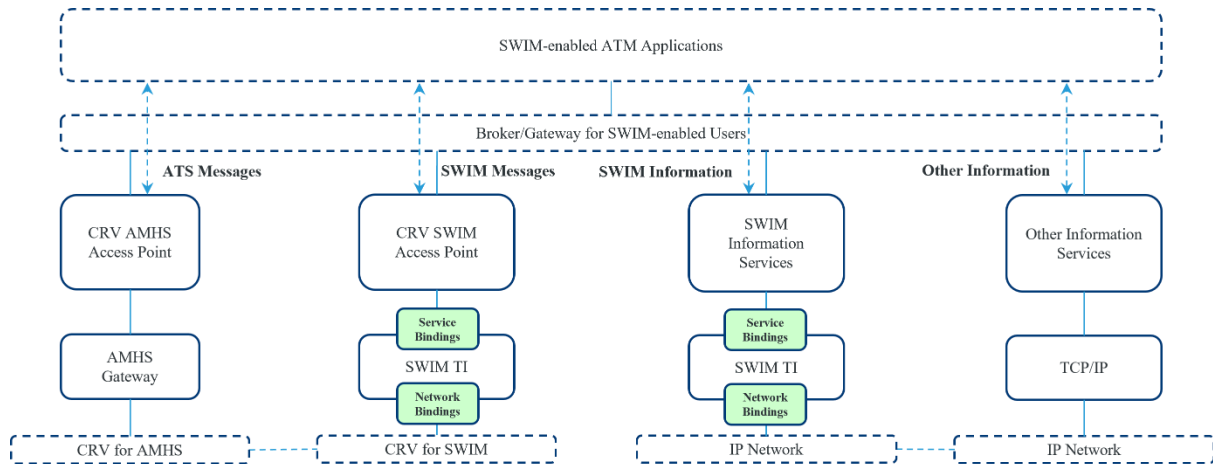 SWIM-enabled ATM Applications
Broker/Gateway for SWIM-enabled Users
ATS Messages
SWIM Messages
SWIM Information
Other Information
CRV AMHS
Access Point
CRV SWIM
Access Point
SWIM
Information
Services
Other Information
Services
Service
Bindings
Service
Bindings
AMHS
Gateway
SWIM TI
SWIM TI
TCP/IP
Network
Bindings
Network
Bindings
CRV for AMHS
CRV for SWIM
IP Network
IP Network